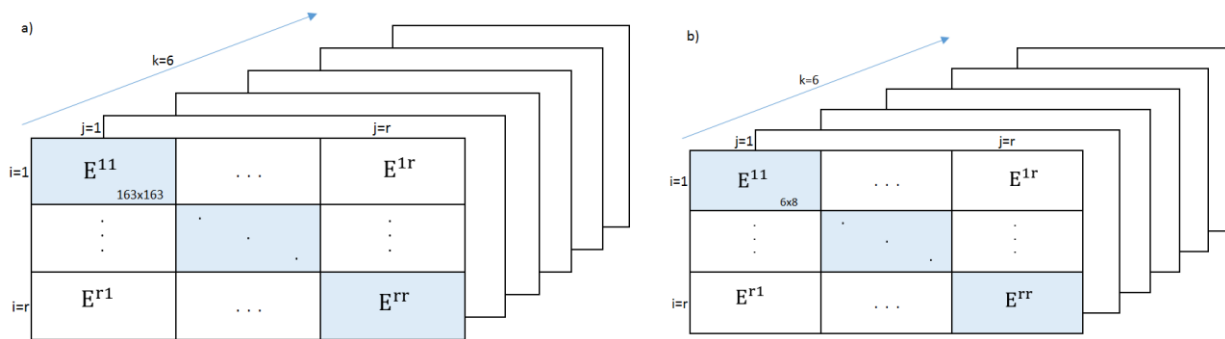 a)
k=6
j=1 j=r
i=1 E¹¹ . . . E¹ʳ
163x163
i=r Eʳ¹ . . . Eʳʳ
b)
k=6
j=1 j=r
i=1 E¹¹ . . . E¹ʳ
6x8
i=r Eʳ¹ . . . Eʳʳ